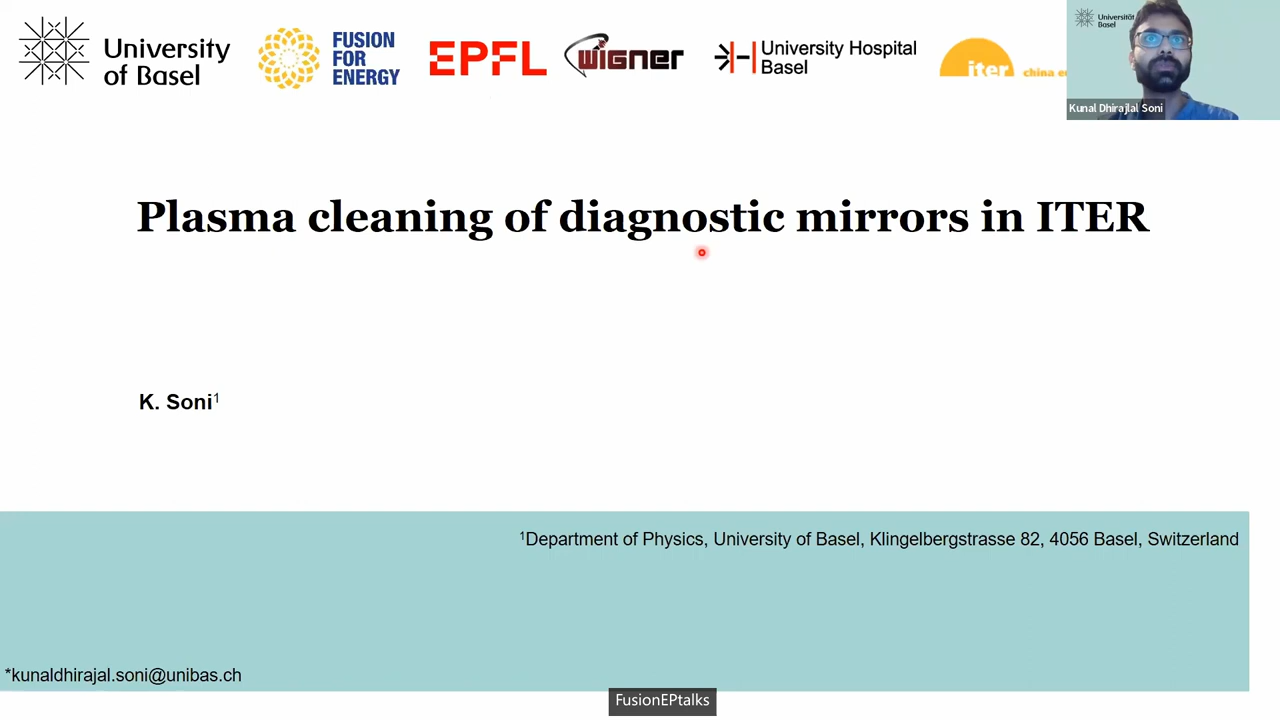 University
of Basel
FUSION
FOR
ENERGY
EPFL
wigner
University Hospital
Basel
iter
china
Universität
Basel
Kunal Dhirajlal Soni
Plasma cleaning of diagnostic mirrors in ITER
K. Soni¹
¹Department of Physics, University of Basel, Klingelbergstrasse 82, 4056 Basel, Switzerland
*kunaldhirajal.soni@unibas.ch
FusionEPtalks